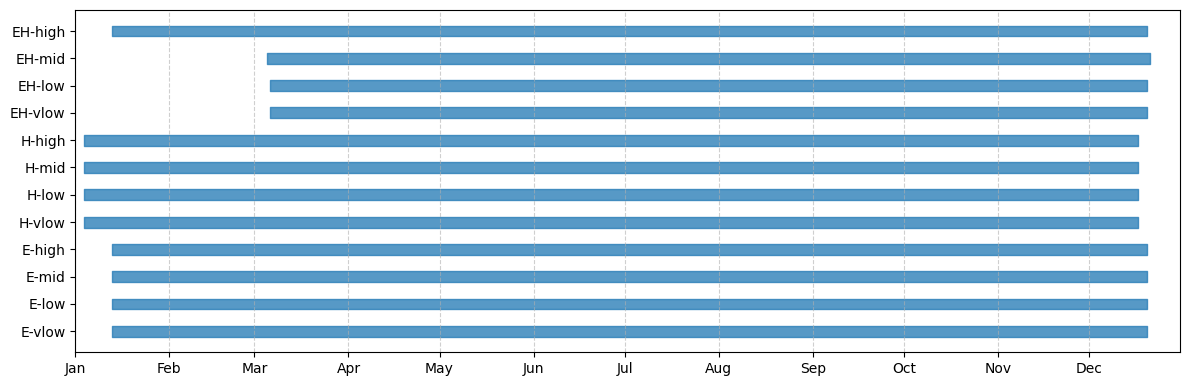 EH-high
EH-mid
EH-low
EH-vlow
H-high
H-mid
H-low
H-vlow
E-high
E-mid
E-low
E-vlow
Jan Feb Mar Apr May Jun Jul Aug Sep Oct Nov Dec